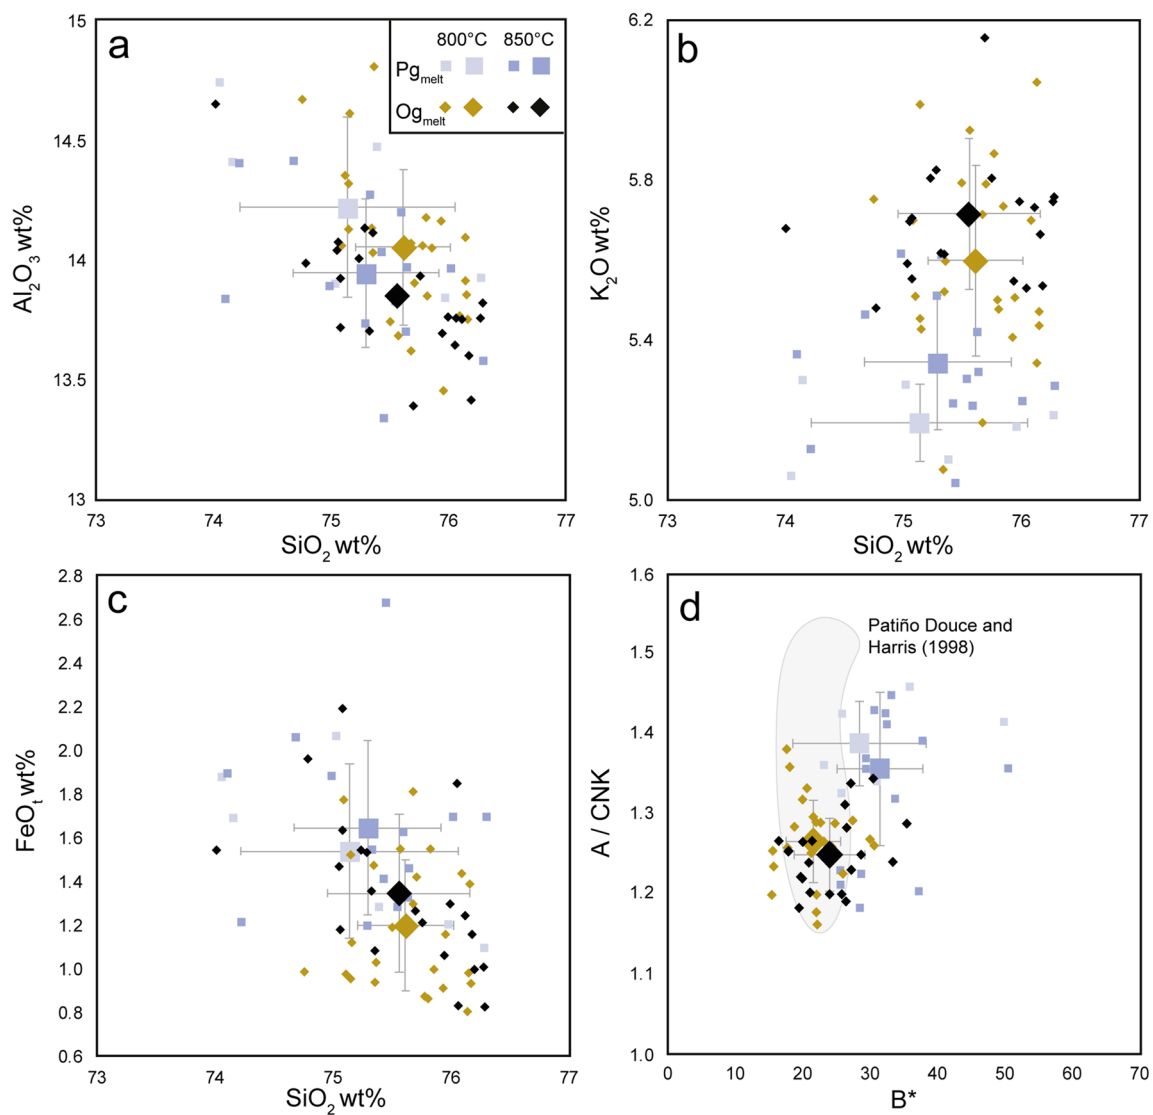 a
800°C 850°C
Pg melt
Og melt
15
14.5
14
13.5
13
Al2O3 wt%
73 74 75 76 77
SiO2 wt%
b
6.2
5.8
5.4
5.0
K2O wt%
73 74 75 76 77
SiO2 wt%
c
2.8
2.6
2.4
2.2
2.0
1.8
1.6
1.4
1.2
1.0
0.8
0.6
FeOt wt%
73 74 75 76 77
SiO2 wt%
d
Patiño Douce and
Harris (1998)
1.6
1.5
1.4
1.3
1.2
1.1
1.0
A / CNK
0 10 20 30 40 50 60 70
B*